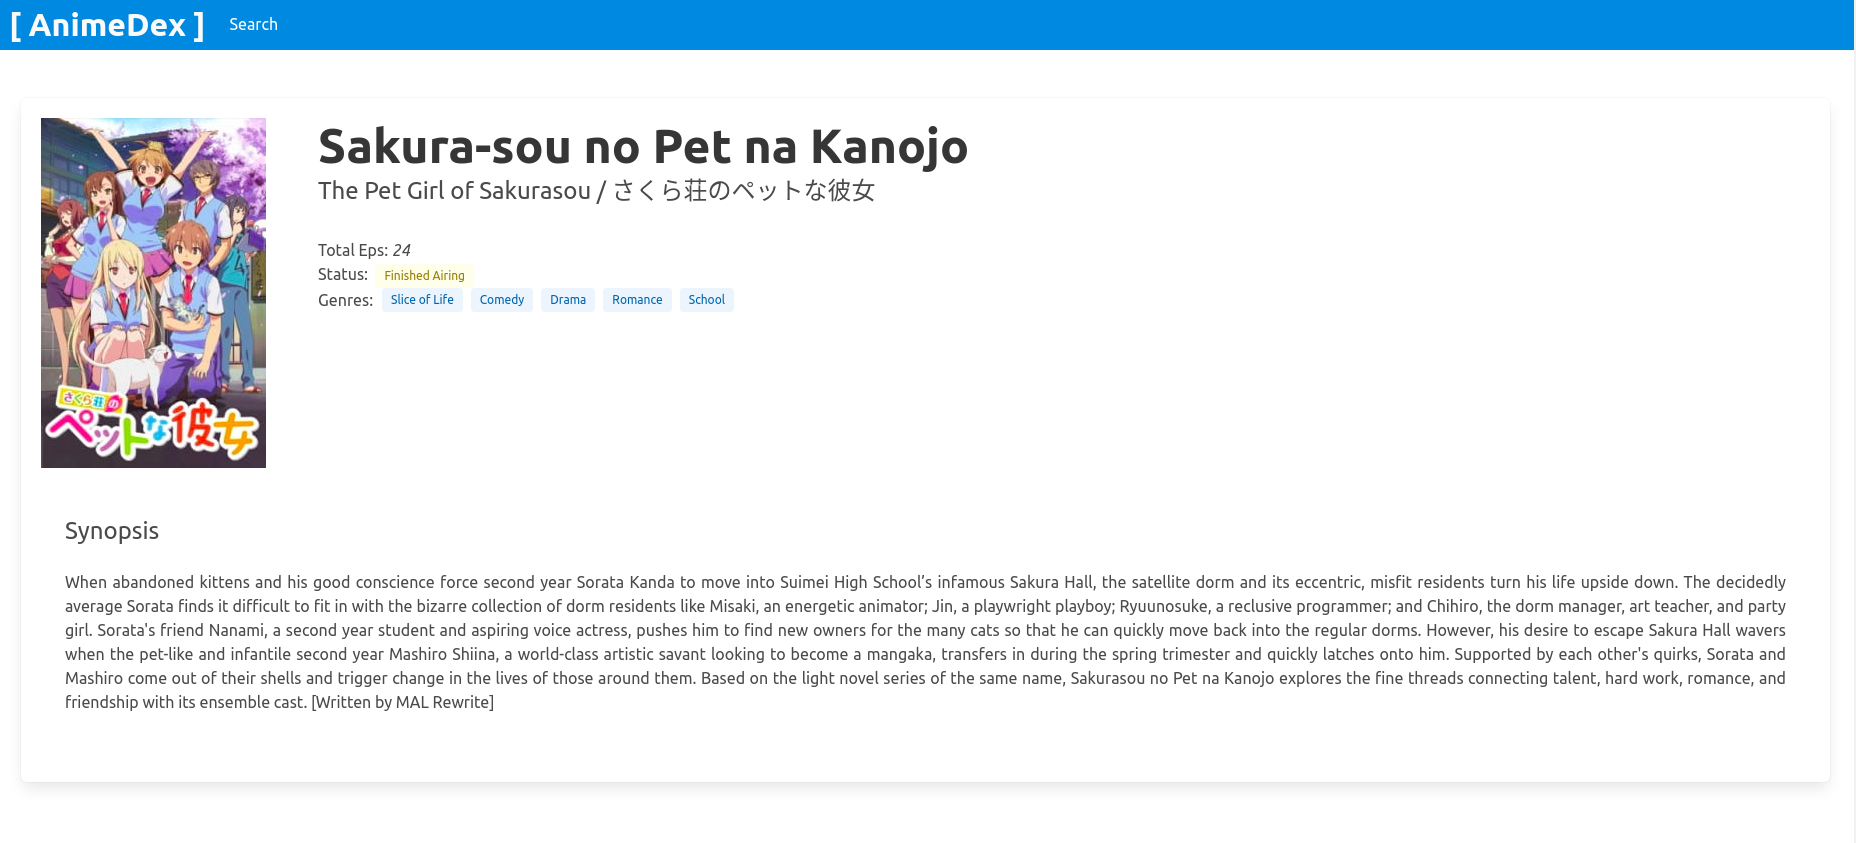 [ AnimeDex ] Search
Sakura-sou no Pet na Kanojo
The Pet Girl of Sakurasou / さくら荘のペットな彼女
Total Eps: 24
Status: Finished Airing
Genres: Slice of Life Comedy Drama Romance School
さくら荘の
ペットな彼女
Synopsis
When abandoned kittens and his good conscience force second year Sorata Kanda to move into Suimei High School’s infamous Sakura Hall, the satellite dorm and its eccentric, misfit residents turn his life upside down. The decidedly
average Sorata finds it difficult to fit in with the bizarre collection of dorm residents like Misaki, an energetic animator; Jin, a playwright playboy; Ryuunosuke, a reclusive programmer; and Chihiro, the dorm manager, art teacher, and party
girl. Sorata's friend Nanami, a second year student and aspiring voice actress, pushes him to find new owners for the many cats so that he can quickly move back into the regular dorms. However, his desire to escape Sakura Hall wavers
when the pet-like and infantile second year Mashiro Shiina, a world-class artistic savant looking to become a mangaka, transfers in during the spring trimester and quickly latches onto him. Supported by each other's quirks, Sorata and
Mashiro come out of their shells and trigger change in the lives of those around them. Based on the light novel series of the same name, Sakurasou no Pet na Kanojo explores the fine threads connecting talent, hard work, romance, and
friendship with its ensemble cast. [Written by MAL Rewrite]